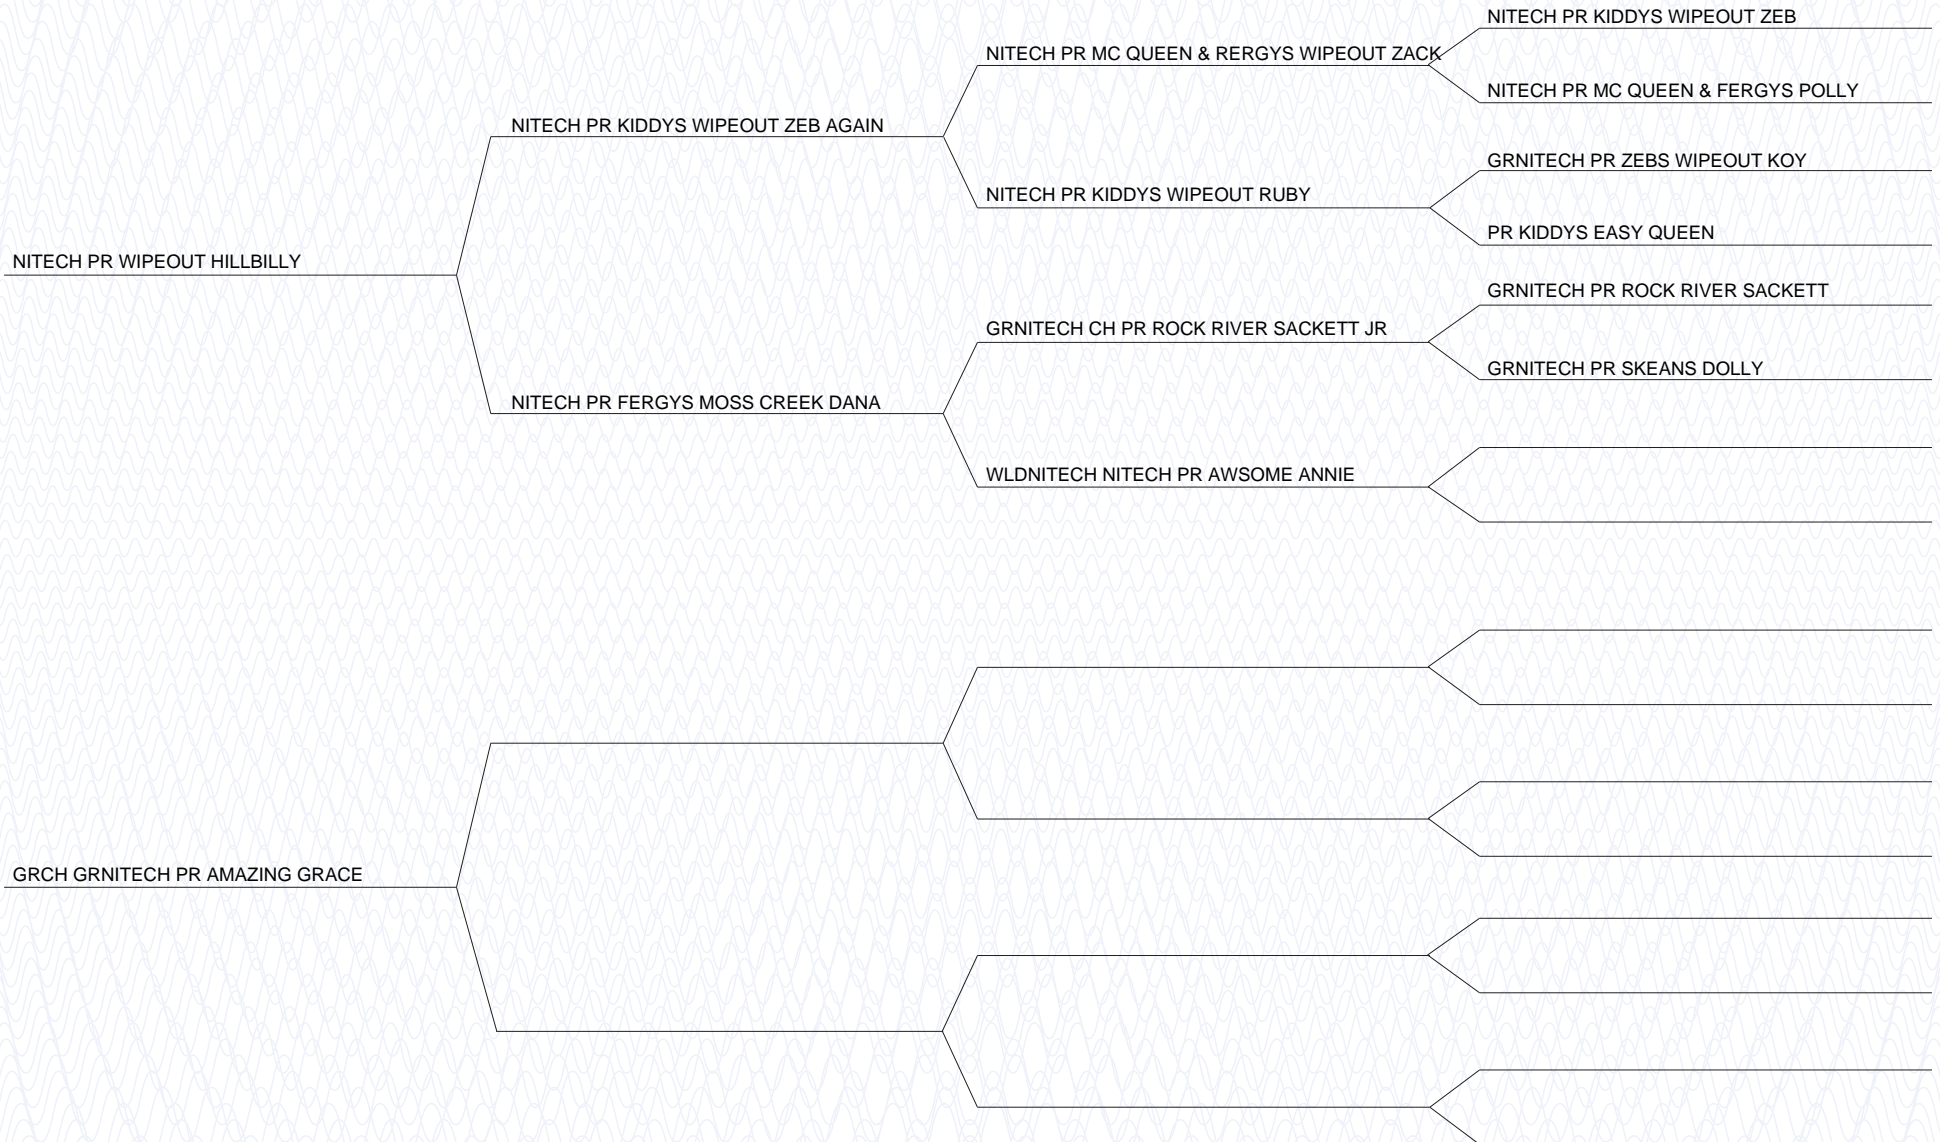 NITECH PR KIDDYS WIPEOUT ZEB
NITECH PR MC QUEEN & RERGYS WIPEOUT ZACK
NITECH PR MC QUEEN & FERGYS POLLY
NITECH PR KIDDYS WIPEOUT ZEB AGAIN
GRNITECH PR ZEBS WIPEOUT KOY
NITECH PR KIDDYS WIPEOUT RUBY
PR KIDDYS EASY QUEEN
NITECH PR WIPEOUT HILLBILLY
GRNITECH PR ROCK RIVER SACKETT
GRNITECH CH PR ROCK RIVER SACKETT JR
GRNITECH PR SKEANS DOLLY
NITECH PR FERGYS MOSS CREEK DANA
WLDNITECH NITECH PR AWSOME ANNIE
GRCH GRNITECH PR AMAZING GRACE